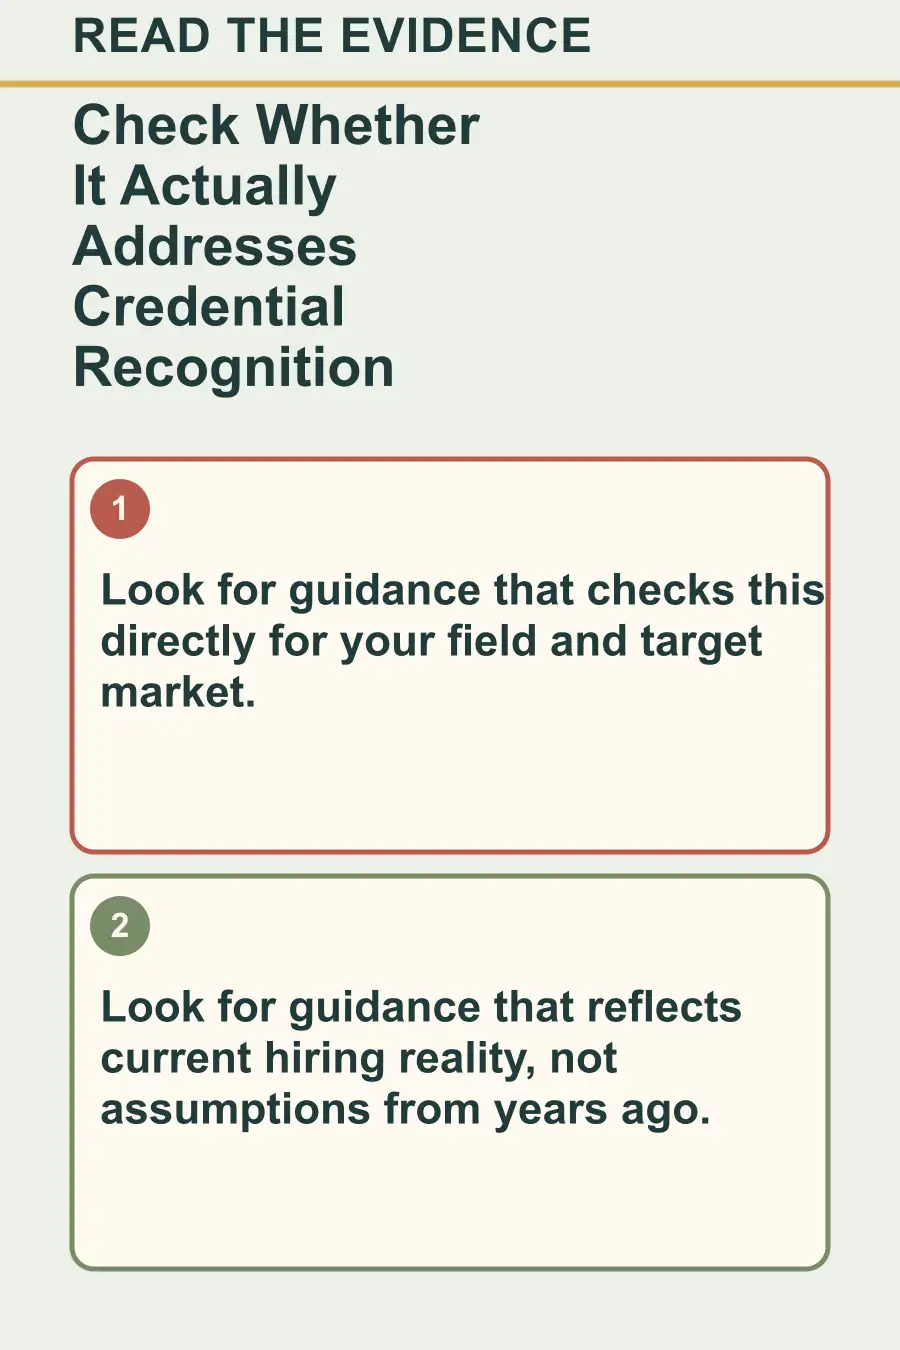 READ THE EVIDENCE
Check Whether
It Actually
Addresses
Credential
Recognition
1
Look for guidance that checks this
directly for your field and target
market.
2
Look for guidance that reflects
current hiring reality, not
assumptions from years ago.